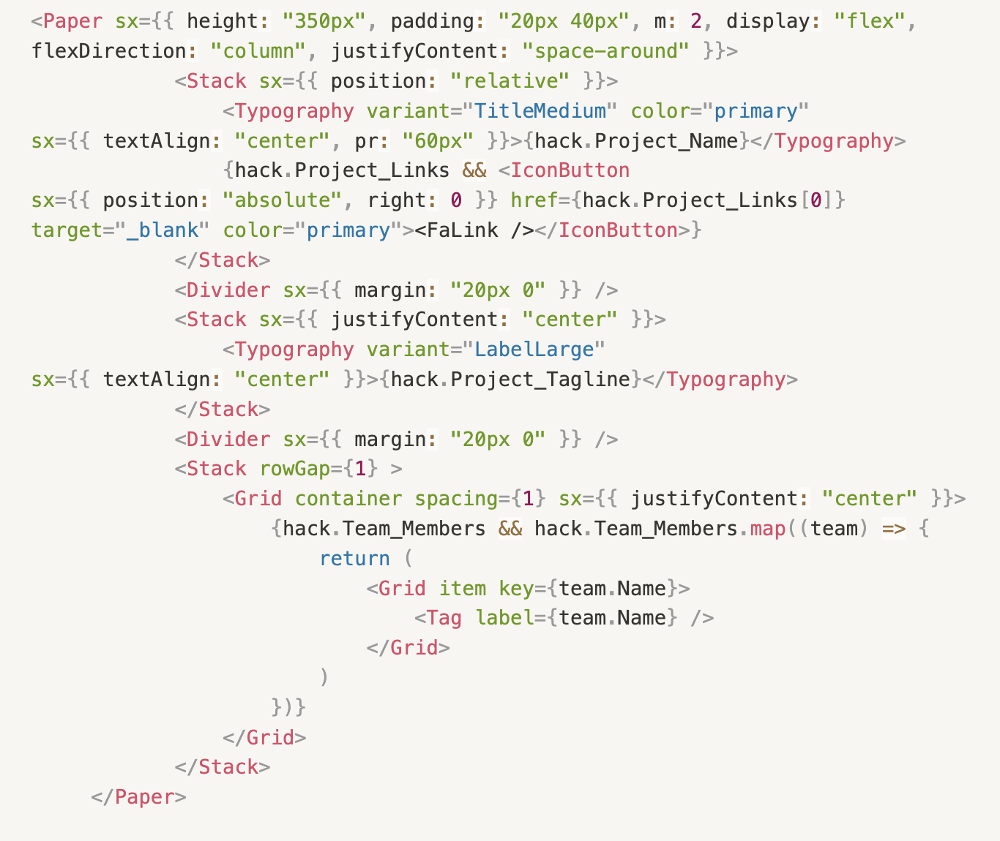 <Paper sx={{ height: "350px", padding: "20px 40px", m: 2, display: "flex",
flexDirection: "column", justifyContent: "space-around" }}>
            <Stack sx={{ position: "relative" }}>
                <Typography variant="TitleMedium" color="primary"
sx={{ textAlign: "center", pr: "60px" }}>{hack.Project_Name}</Typography>
                {hack.Project_Links && <IconButton
sx={{ position: "absolute", right: 0 }} href={hack.Project_Links[0]}
target="_blank" color="primary"><FaLink /></IconButton>}
            </Stack>
            <Divider sx={{ margin: "20px 0" }} />
            <Stack sx={{ justifyContent: "center" }}>
                <Typography variant="LabelLarge"
sx={{ textAlign: "center" }}>{hack.Project_Tagline}</Typography>
            </Stack>
            <Divider sx={{ margin: "20px 0" }} />
            <Stack rowGap={1} >
                <Grid container spacing={1} sx={{ justifyContent: "center" }}>
                    {hack.Team_Members && hack.Team_Members.map((team) => {
                        return (
                            <Grid item key={team.Name}>
                                <Tag label={team.Name} />
                            </Grid>
                        )
                    })}
                </Grid>
            </Stack>
     </Paper>